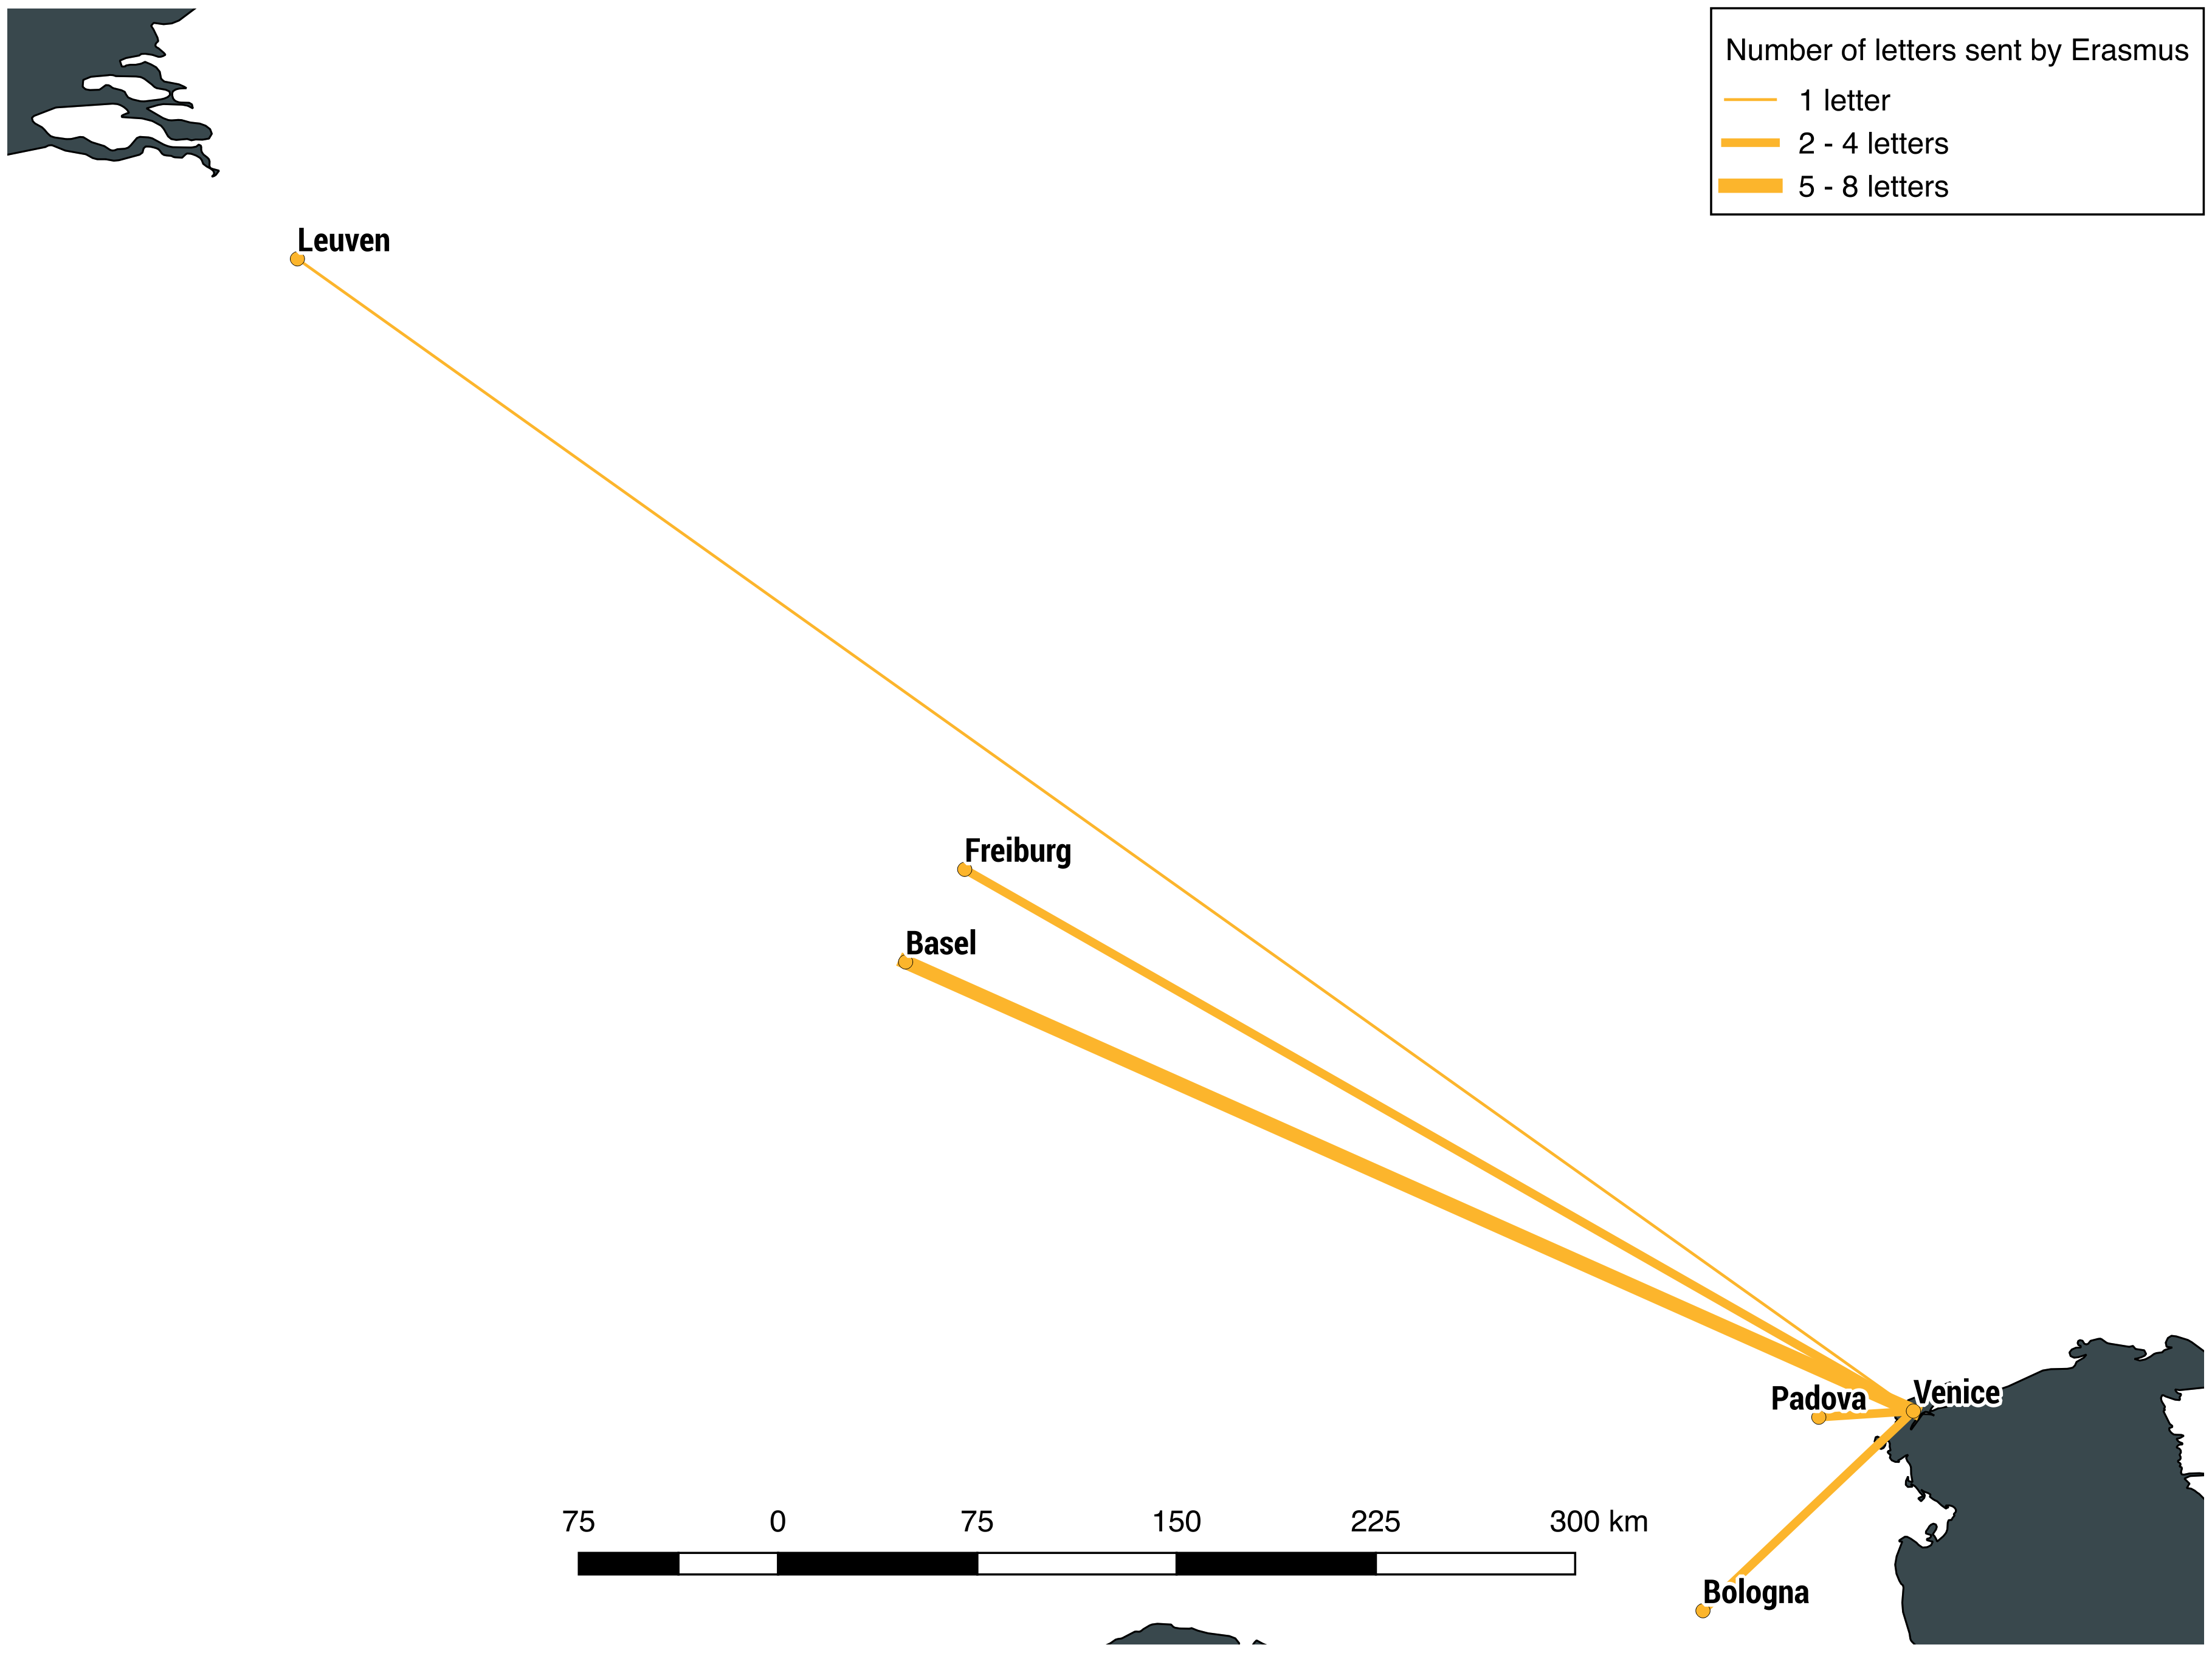 Number of letters sent by Erasmus
1 letter
2 - 4 letters
5 - 8 letters
Leuven
Freiburg
Basel
Padova
Venice
75 0 75 150 225 300 km
Bologna